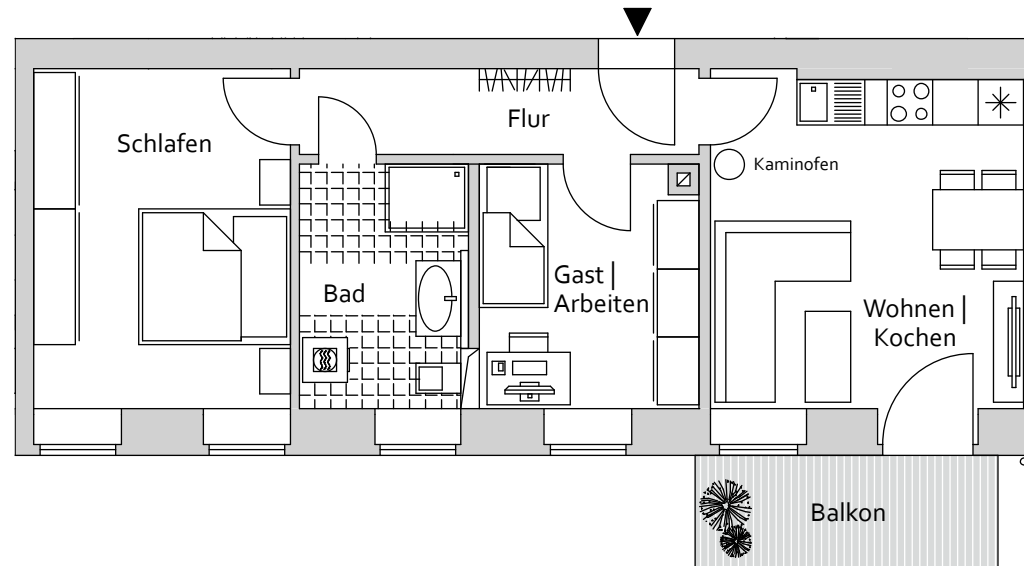 Flur
Schlafen
Kaminofen
Bad
Gast |
Arbeiten
Wohnen |
Kochen
Balkon